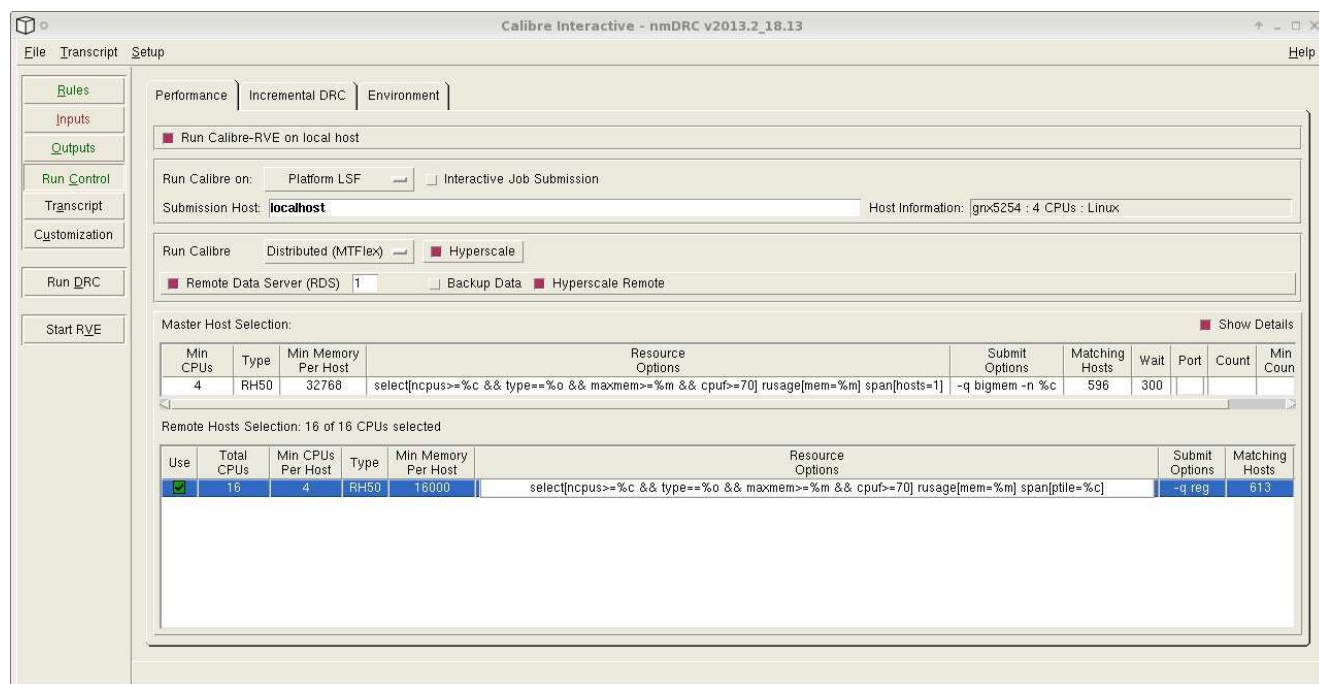 Calibre Interactive - nmDRC v2013.2_18.13
File Transcript Setup Help
Rules
Inputs
Outputs
Run Control
Transcript
Customization
Run DRC
Start RVE
Performance Incremental DRC Environment
Run Calibre-RVE on local host
Run Calibre on: Platform LSF Interactive Job Submission
Submission Host: localhost Host Information: gnx5254 : 4 CPUs : Linux
Run Calibre Distributed (MTFlex) Hyperscale
Remote Data Server (RDS) 1 Backup Data Hyperscale Remote
Master Host Selection: Show Details
Min CPUs Type Min Memory Per Host Resource Options Submit Options Matching Hosts Wait Port Count Min Coun
4 RH50 32768 select[ncpus>=%c && type==%o && maxmem>=%m && cpuf>=70] rusage[mem=%m] span[hosts=1] -q bigmem -n %c 596 300
Remote Hosts Selection: 16 of 16 CPUs selected
Use Total CPUs Min CPUs Per Host Type Min Memory Per Host Resource Options Submit Options Matching Hosts
16 4 RH50 16000 select[ncpus>=%c && type==%o && maxmem>=%m && cpuf>=70] rusage[mem=%m] span[ptile=%c] -q reg 613